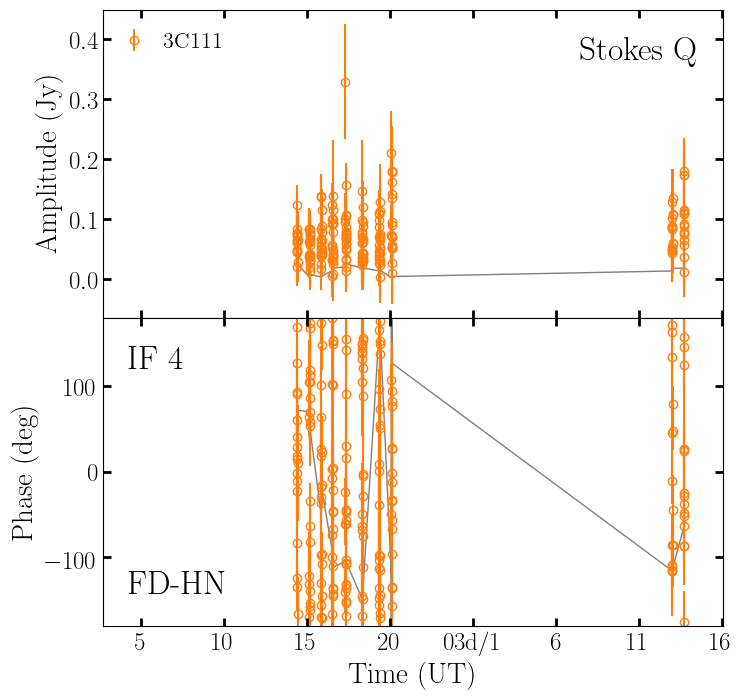 0.4
3C111
Stokes Q
0.3
0.2
0.1
0.0
Amplitude (Jy)
IF 4
100
0
−100
Phase (deg)
FD-HN
5 10 15 20 03d/1 6 11 16
Time (UT)